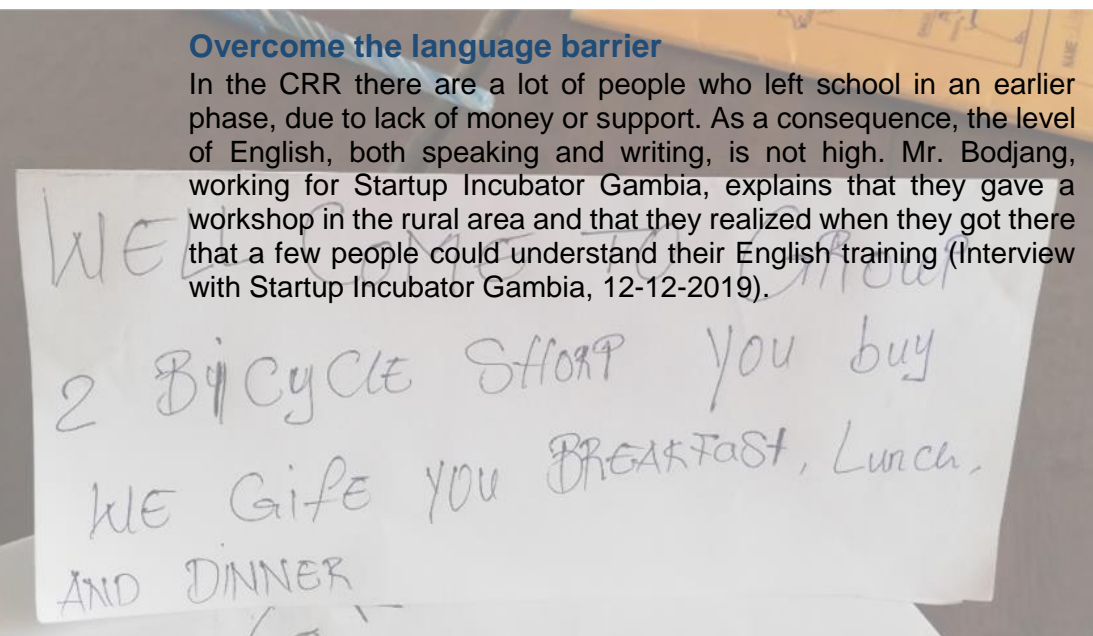 Overcome the language barrier
In the CRR there are a lot of people who left school in an earlier
phase, due to lack of money or support. As a consequence, the level
of English, both speaking and writing, is not high. Mr. Bodjang,
working for Startup Incubator Gambia, explains that they gave a
workshop in the rural area and that they realized when they got there
that a few people could understand their English training (Interview
with Startup Incubator Gambia, 12-12-2019).
WELL COME TO GROUP
2 BiCyClE SHORP YOU buy
WE GifE YOU BREAKFaSt, Lunch,
AND DINNER